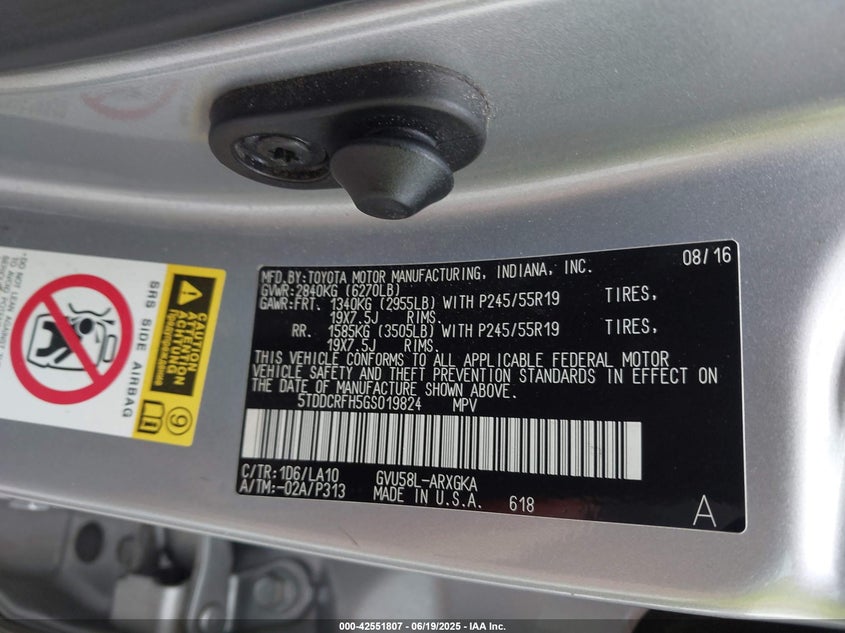 MFD.BY:TOYOTA MOTOR MANUFACTURING, INDIANA, INC. 08/16
GVWR:2840KG (6270LB)
GAWR:FRT. 1340KG (2955LB) WITH P245/55R19 TIRES,
19X7.5J RIMS.
RR. 1585KG (3505LB) WITH P245/55R19 TIRES,
19X7.5J RIMS.
THIS VEHICLE CONFORMS TO ALL APPLICABLE FEDERAL MOTOR
VEHICLE SAFETY AND THEFT PREVENTION STANDARDS IN EFFECT ON
THE DATE OF MANUFACTURE SHOWN ABOVE.
5TDDCRFH5GS019824 MPV
C/TR:1D6/LA10 GVU58L-ARXGKA
A/TM:-02A/P313 MADE IN U.S.A. 618
A
CAUTION
ATTENTION
SRS SIDE AIRBAG
9
000-42551807 - 06/19/2025 - IAA Inc.